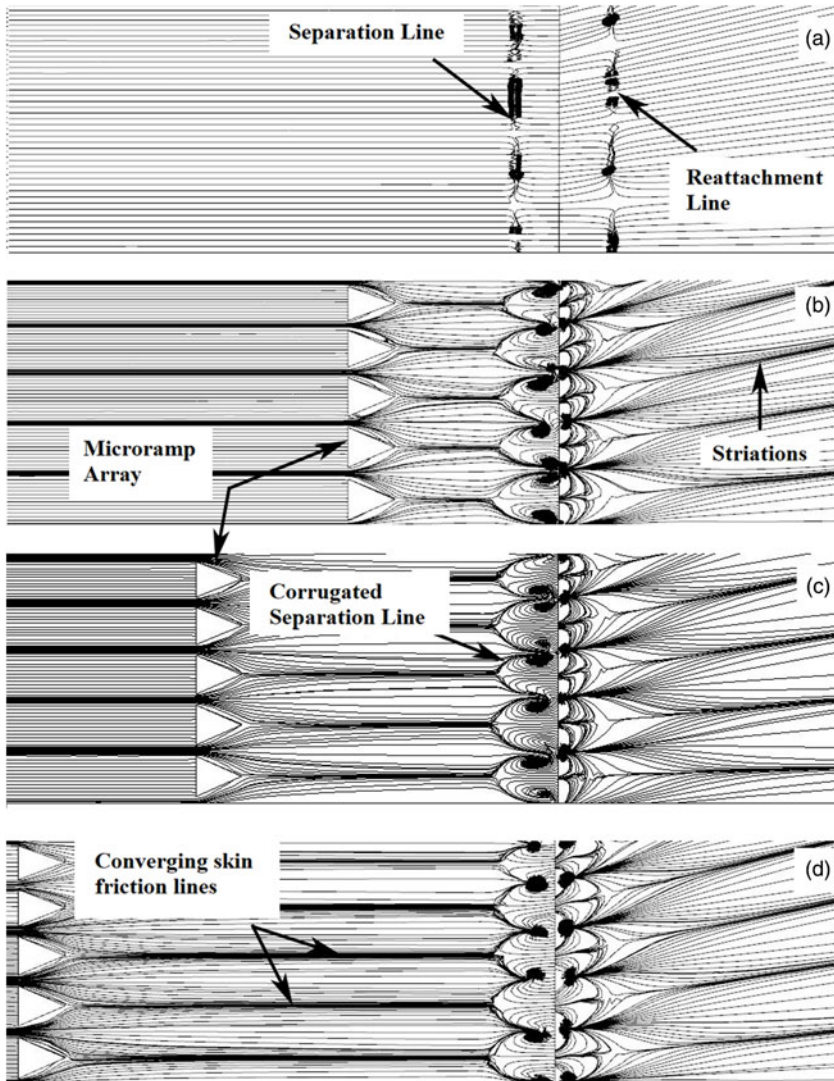 Separation Line
(a)
Reattachment
Line
(b)
Microramp
Array
Striations
(c)
Corrugated
Separation Line
Converging skin
friction lines
(d)